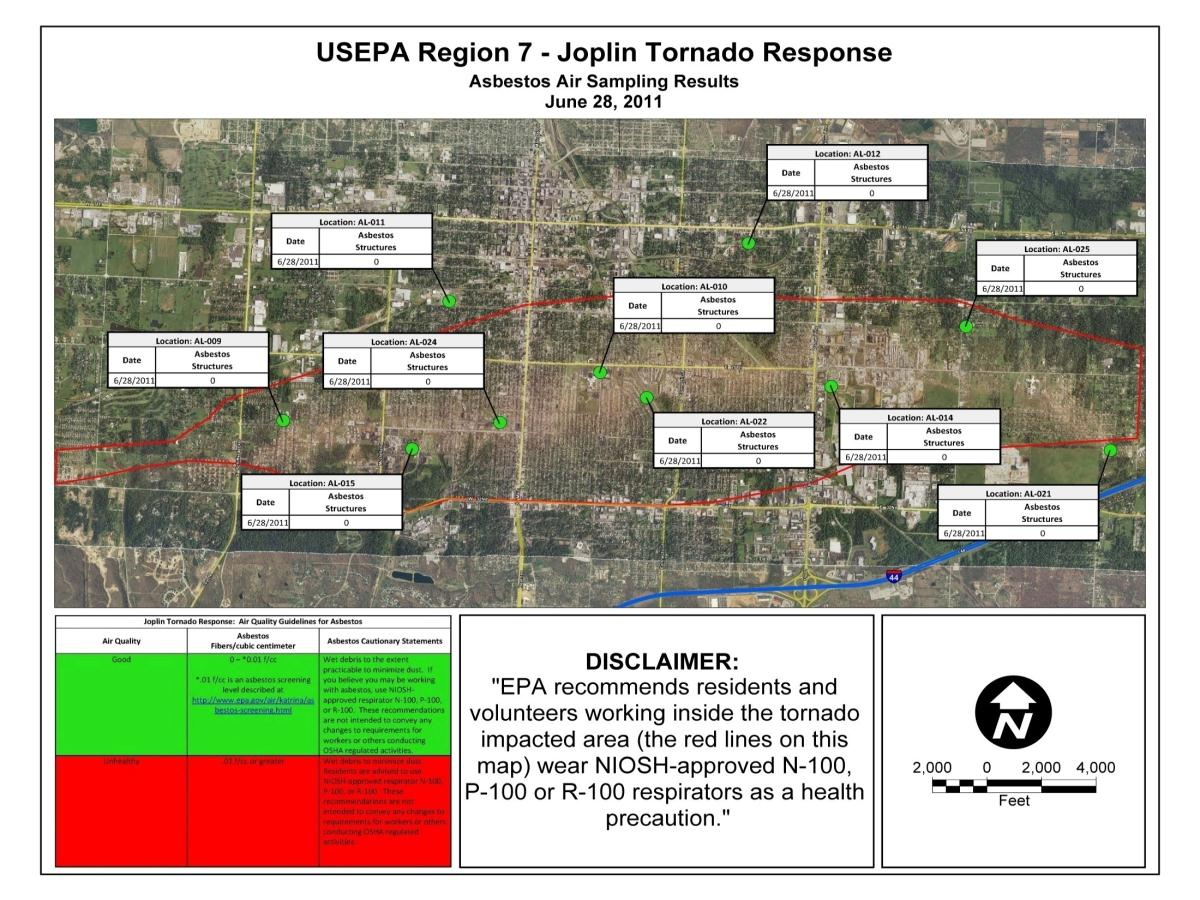 USEPA Region 7 - Joplin Tornado Response
Asbestos Air Sampling Results
June 28, 2011
Location: AL-012
Date
Asbestos
Structures
6/28/2011
0
Location: AL-011
Date
Asbestos
Structures
6/28/2011
0
Location: AL-025
Date
Asbestos
Structures
6/28/2011
0
Location: AL-010
Date
Asbestos
Structures
6/28/2011
0
Location: AL-009
Date
Asbestos
Structures
6/28/2011
0
Location: AL-024
Date
Asbestos
Structures
6/28/2011
0
Location: AL-022
Date
Asbestos
Structures
6/28/2011
0
Location: AL-014
Date
Asbestos
Structures
6/28/2011
0
Location: AL-015
Date
Asbestos
Structures
6/28/2011
0
Location: AL-021
Date
Asbestos
Structures
6/28/2011
0
44
Joplin Tornado Response: Air Quality Guidelines for Asbestos
Air Quality
Asbestos
Fibers/cubic centimeter
Asbestos Cautionary Statements
Good
0 – *0.01 f/cc
*.01 f/cc is an asbestos screening
level described at
http://www.epa.gov/air/katrina/as
bestos-screening.html
Wet debris to the extent
practicable to minimize dust. If
you believe you may be working
with asbestos, use NIOSH-
approved respirator N-100, P-100,
or R-100. These recommendations
are not intended to convey any
changes to requirements for
workers or others conducting
OSHA regulated activities.
Unhealthy
.01 f/cc or greater
Wet debris to minimize dust.
Residents are advised to use
NIOSH-approved respirator N-100,
P-100, or R-100. These
recommendations are not
intended to convey any changes to
requirements for workers or others
conducting OSHA regulated
activities.
DISCLAIMER:
"EPA recommends residents and
volunteers working inside the tornado
impacted area (the red lines on this
map) wear NIOSH-approved N-100,
P-100 or R-100 respirators as a health
precaution."
N
2,000 0 2,000 4,000
Feet